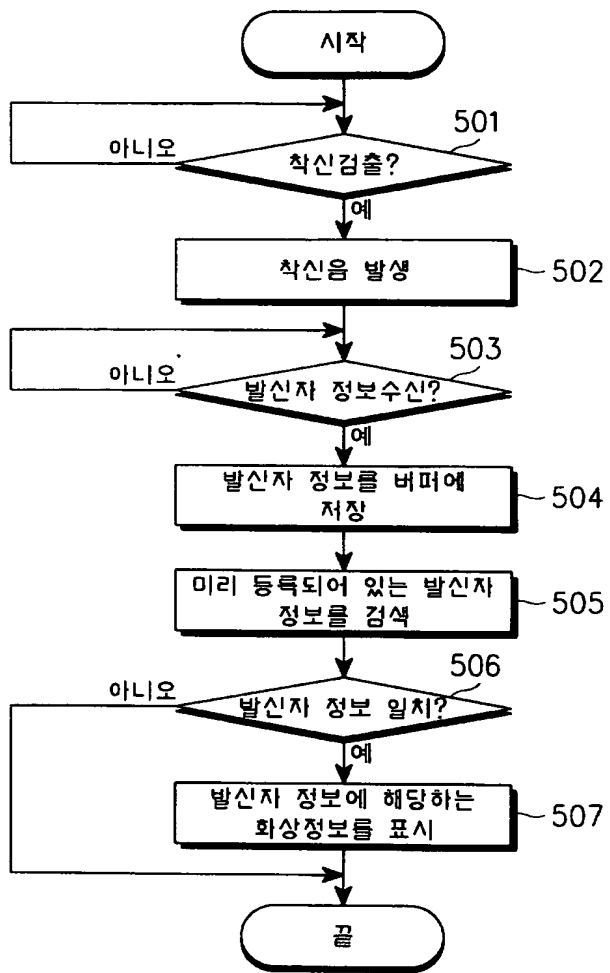 시작
501
아니오
착신검출?
예
착신음 발생
502
503
아니오
발신자 정보수신?
예
발신자 정보를 버퍼에
저장
504
미리 등록되어 있는 발신자
정보를 검색
505
506
아니오
발신자 정보 일치?
예
발신자 정보에 해당하는
화상정보를 표시
507
끝